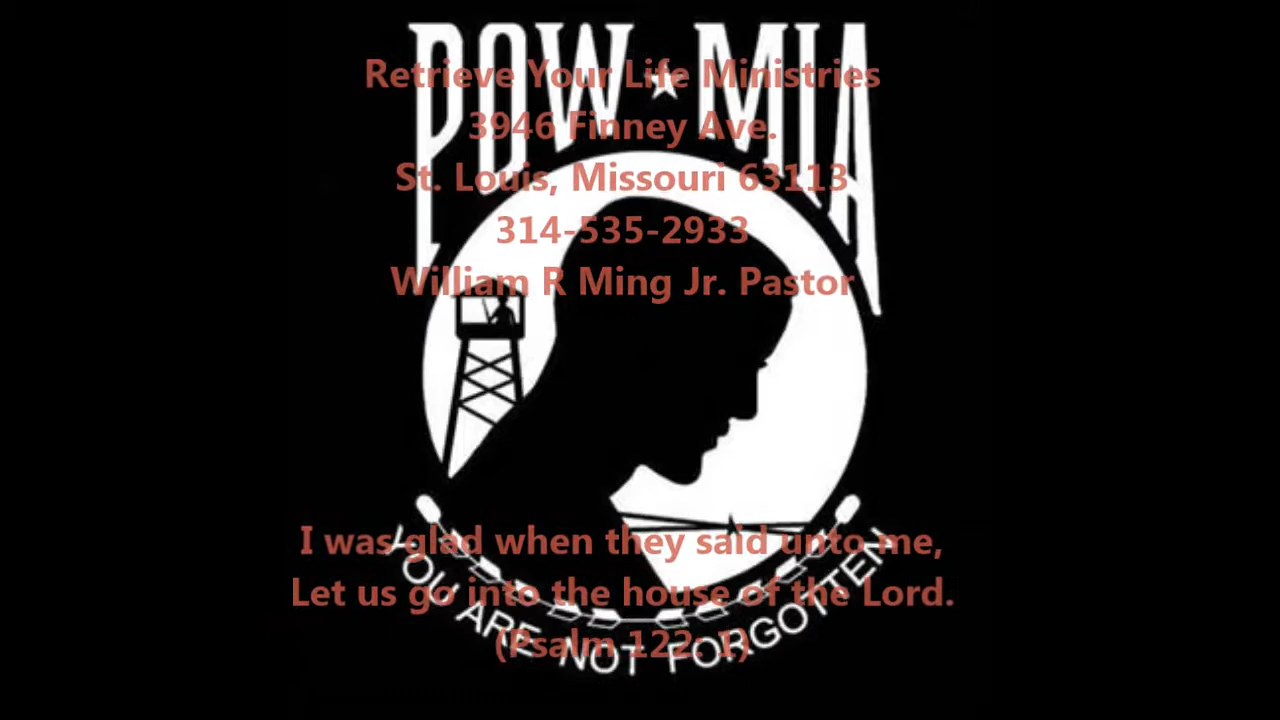 POW★MIA
Retrieve Your Life Ministries
3946 Finney Ave.
St. Louis, Missouri 63113
314-535-2933
William R Ming Jr. Pastor
I was glad when they said unto me,
Let us go into the house of the Lord.
(Psalm 122: 1)
YOU ARE NOT FORGOTTEN